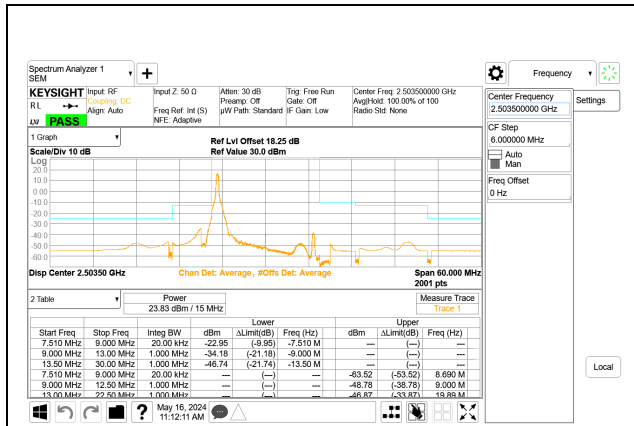 Spectrum Analyzer 1
SEM
+
Frequency
KEYSIGHT Input: RF Input Z: 50 Ω Atten: 30 dB Trig: Free Run Center Freq: 2.503500000 GHz
R L Coupling: DC Preamp: Off Gate: Off Avg|Hold: 100.00% of 100
Align: Auto Freq Ref: Int (S) µW Path: Standard IF Gain: Low Radio Std: None
LXI PASS NFE: Adaptive
Center Frequency
2.503500000 GHz
Settings
CF Step
6.000000 MHz
Auto
Man
Freq Offset
0 Hz
Local
1 Graph
Ref Lvl Offset 18.25 dB
Scale/Div 10 dB Ref Value 30.0 dBm
Log
20.0
10.0
0.00
-10.0
-20.0
-30.0
-40.0
-50.0
-60.0
Disp Center 2.50350 GHz Chan Det: Average , #Offs Det: Average Span 60.000 MHz
2001 pts
2 Table Power Measure Trace
23.83 dBm / 15 MHz Trace 1
Lower Upper
Start Freq Stop Freq Integ BW dBm ΔLimit(dB) Freq (Hz) dBm ΔLimit(dB) Freq (Hz)
7.510 MHz 9.000 MHz 20.00 kHz -22.95 (-9.95) -7.510 M --- (---) ---
9.000 MHz 13.00 MHz 1.000 MHz -34.18 (-21.18) -9.000 M --- (---) ---
13.50 MHz 30.00 MHz 1.000 MHz -46.74 (-21.74) -13.50 M --- (---) ---
7.510 MHz 9.000 MHz 20.00 kHz --- (---) --- -63.52 (-53.52) 8.690 M
9.000 MHz 12.50 MHz 1.000 MHz --- (---) --- -48.78 (-38.78) 9.000 M
13.00 MHz 22.50 MHz 1.000 MHz --- (---) --- -46.87 (-33.87) 19.89 M
? May 16, 2024
11:12:11 AM